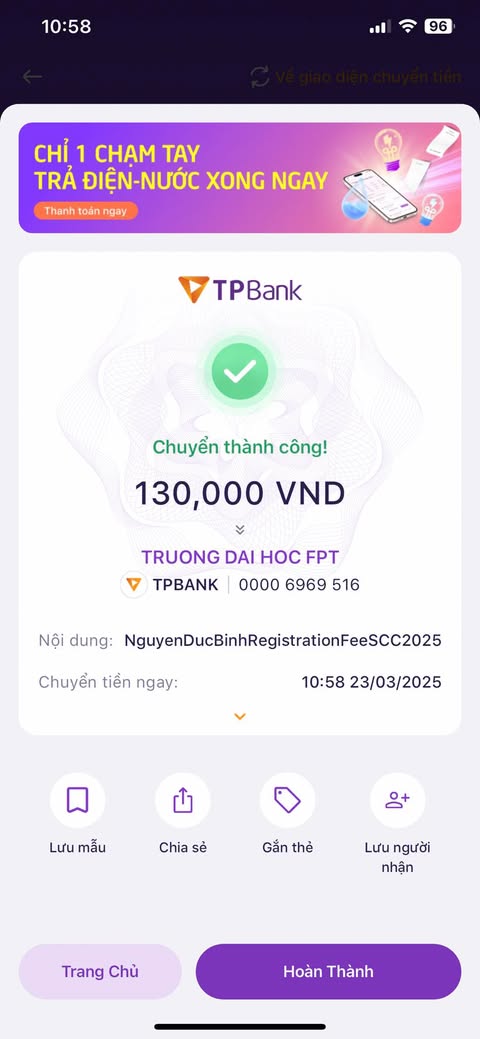 10:58
96
Về giao diện chuyển tiền
CHỈ 1 CHẠM TAY
TRẢ ĐIỆN-NƯỚC XONG NGAY
Thanh toán ngay
TPBank
Chuyển thành công!
130,000 VND
TRUONG DAI HOC FPT
TPBANK | 0000 6969 516
Nội dung: NguyenDucBinhRegistrationFeeSCC2025
Chuyển tiền ngay: 10:58 23/03/2025
Lưu mẫu
Chia sẻ
Gắn thẻ
Lưu người
nhận
Trang Chủ
Hoàn Thành